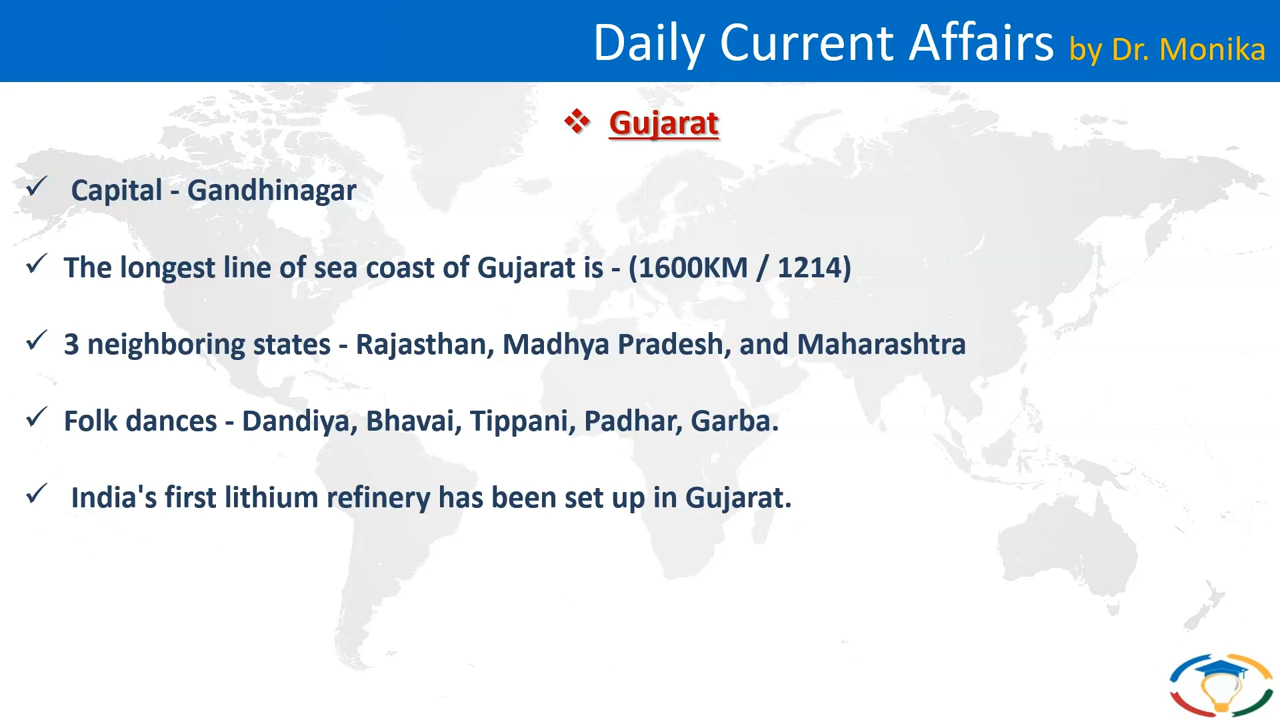 Daily Current Affairs by Dr. Monika
❖ Gujarat
✓ Capital - Gandhinagar
✓ The longest line of sea coast of Gujarat is - (1600KM / 1214)
✓ 3 neighboring states - Rajasthan, Madhya Pradesh, and Maharashtra
✓ Folk dances - Dandiya, Bhavai, Tippani, Padhar, Garba.
✓ India's first lithium refinery has been set up in Gujarat.